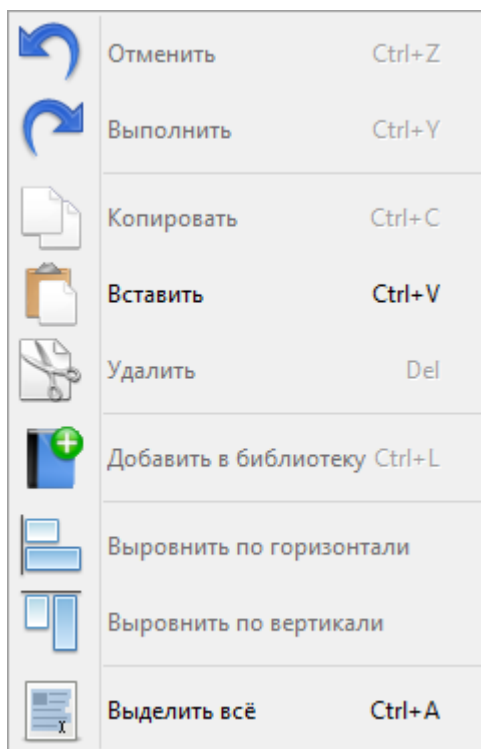 Отменить Ctrl+Z
Выполнить Ctrl+Y
Копировать Ctrl+C
Вставить Ctrl+V
Удалить Del
Добавить в библиотеку Ctrl+L
Выровнить по горизонтали
Выровнить по вертикали
Выделить всё Ctrl+A